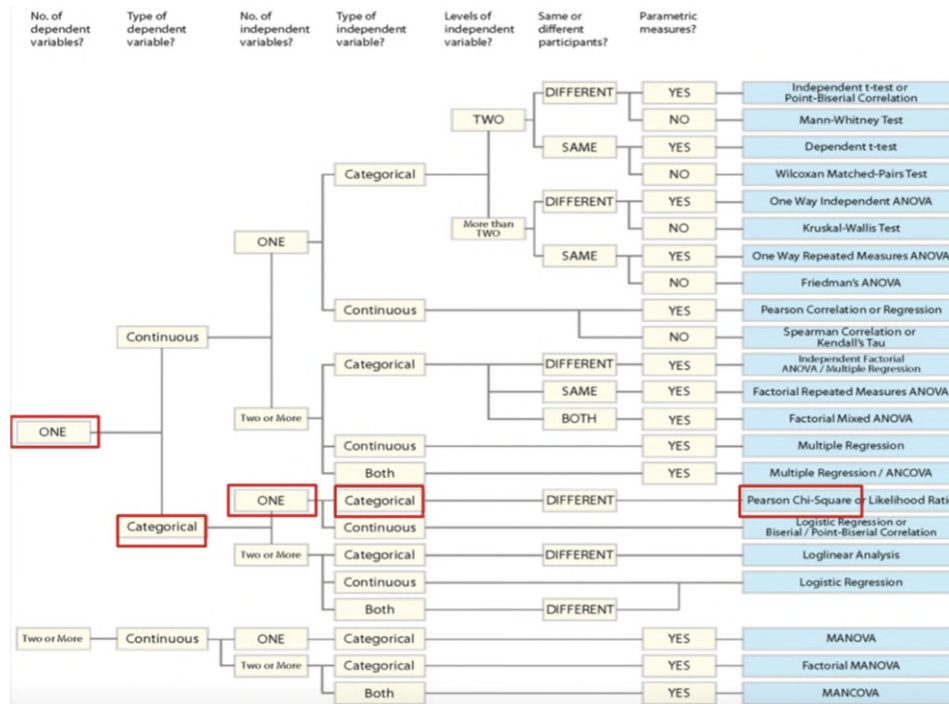 No. of
dependent
variables?
Type of
dependent
variable?
No. of
independent
variables?
Type of
independent
variable?
Levels of
independent
variable?
Same or
different
participants?
Parametric
measures?
DIFFERENT YES Independent t-test or
Point-Biserial Correlation
TWO NO Mann-Whitney Test
SAME YES Dependent t-test
Categorical NO Wilcoxan Matched-Pairs Test
DIFFERENT YES One Way Independent ANOVA
More than
TWO
NO Kruskal-Wallis Test
ONE
SAME YES One Way Repeated Measures ANOVA
NO Friedman's ANOVA
Continuous YES Pearson Correlation or Regression
Continuous NO Spearman Correlation or
Kendall's Tau
Categorical DIFFERENT YES Independent Factorial
ANOVA / Multiple Regression
SAME YES Factorial Repeated Measures ANOVA
Two or More BOTH YES Factorial Mixed ANOVA
ONE
Continuous YES Multiple Regression
Both YES Multiple Regression / ANCOVA
ONE Categorical DIFFERENT Pearson Chi-Square or Likelihood Ratio
Categorical Continuous Logistic Regression or
Biserial / Point-Biserial Correlation
Two or More Categorical DIFFERENT Loglinear Analysis
Continuous Logistic Regression
Both DIFFERENT
Two or More Continuous ONE Categorical YES MANOVA
Two or More Categorical YES Factorial MANOVA
Both YES MANCOVA